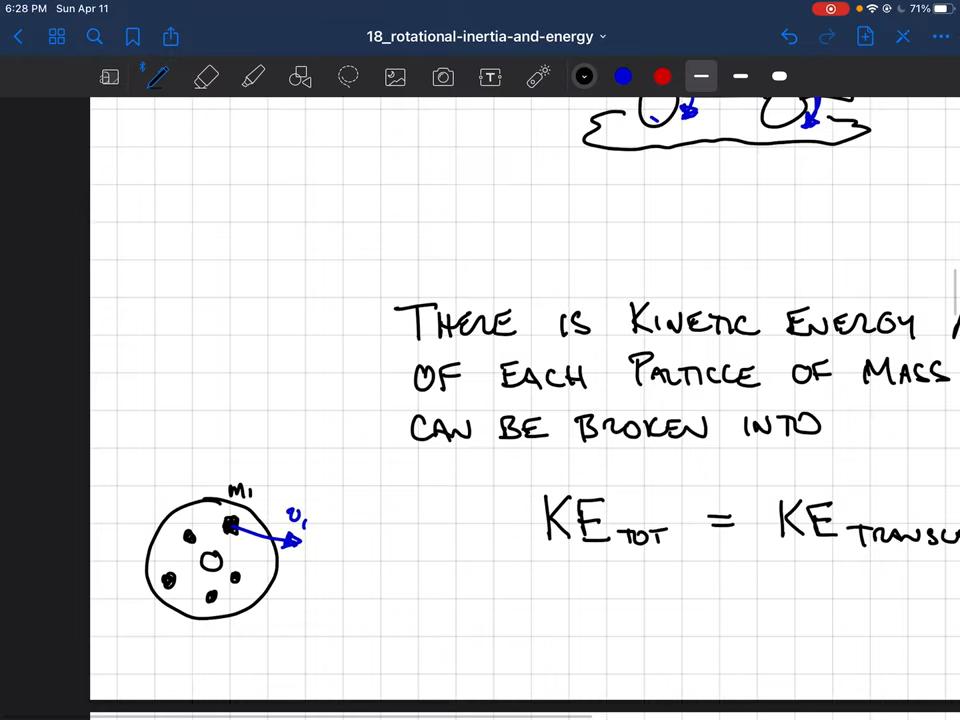 6:28 PM Sun Apr 11
71%
18_rotational-inertia-and-energy
T
THERE IS KINETIC ENERGY
OF EACH PARTICLE OF MASS
CAN BE BROKEN INTO
M1
v1
KE TOT = KE TRANSL